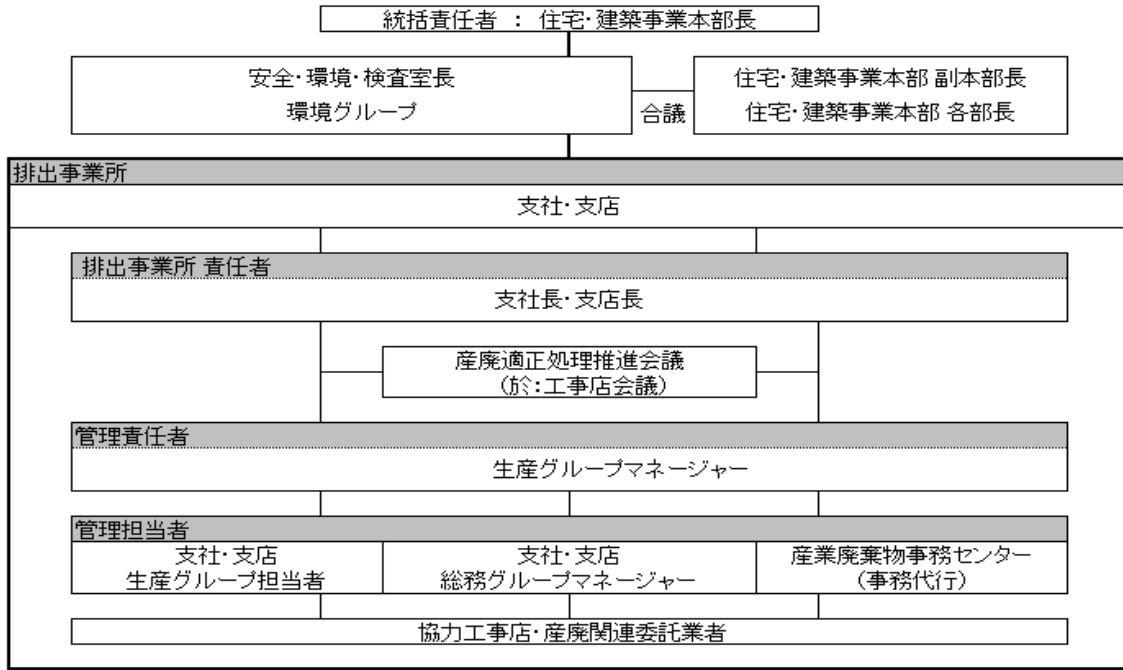 統括責任者 : 住宅・建築事業本部長
安全・環境・検査室長
環境グループ
合議
住宅・建築事業本部 副本部長
住宅・建築事業本部 各部長
排出事業所
支社・支店
排出事業所 責任者
支社長・支店長
産廃適正処理推進会議
(於:工事店会議)
管理責任者
生産グループマネージャー
管理担当者
支社・支店
生産グループ担当者
支社・支店
総務グループマネージャー
産業廃棄物事務センター
(事務代行)
協力工事店・産廃関連委託業者